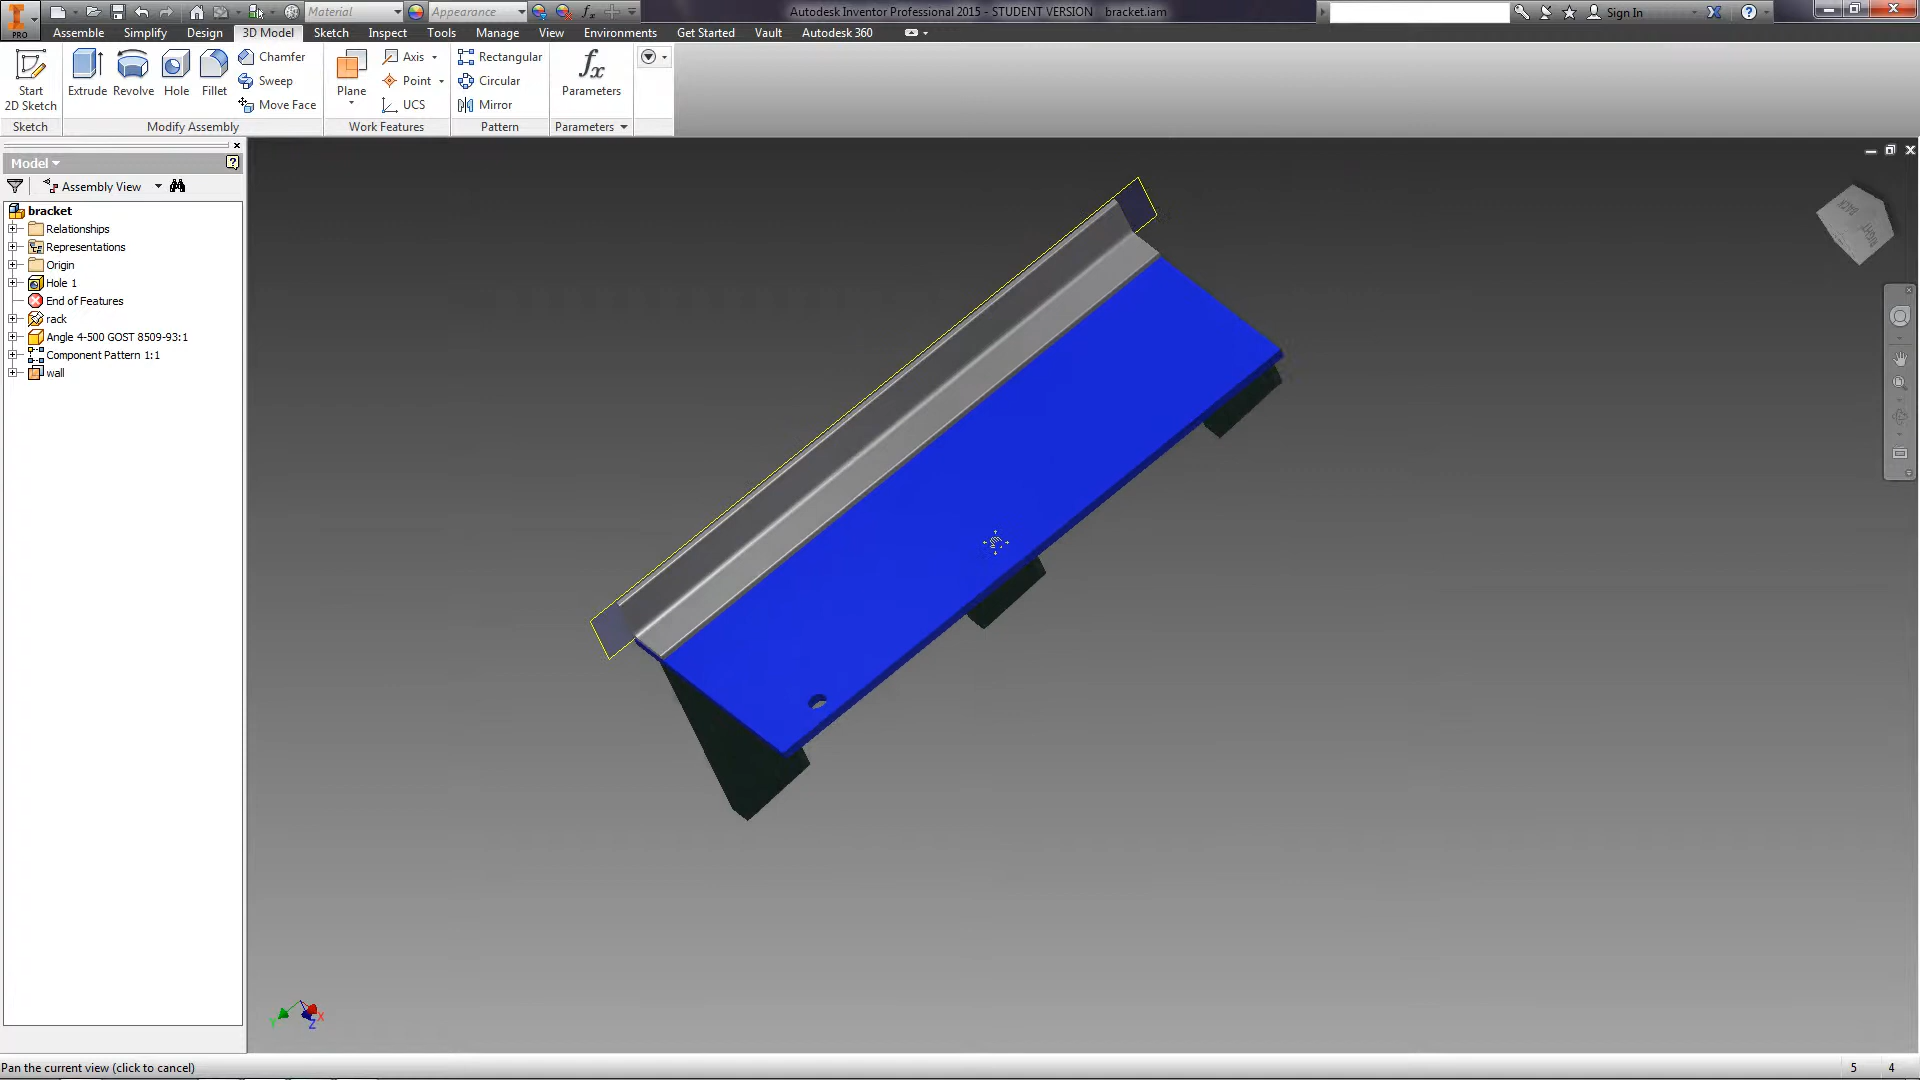 Material
Appearance
Autodesk Inventor Professional 2015 - STUDENT VERSION bracket.iam
Sign In
PRO
Assemble Simplify Design 3D Model Sketch Inspect Tools Manage View Environments Get Started Vault Autodesk 360
Start
2D Sketch
Extrude
Revolve
Hole
Fillet
Chamfer
Sweep
Move Face
Plane
Axis
Point
UCS
Rectangular
Circular
Mirror
fx
Parameters
Sketch
Modify Assembly
Work Features
Pattern
Parameters
Model
Assembly View
bracket
Relationships
Representations
Origin
Hole 1
End of Features
rack
Angle 4-500 GOST 8509-93:1
Component Pattern 1:1
wall
BACK
RIGHT
Y
X
Z
Pan the current view (click to cancel)
5 4